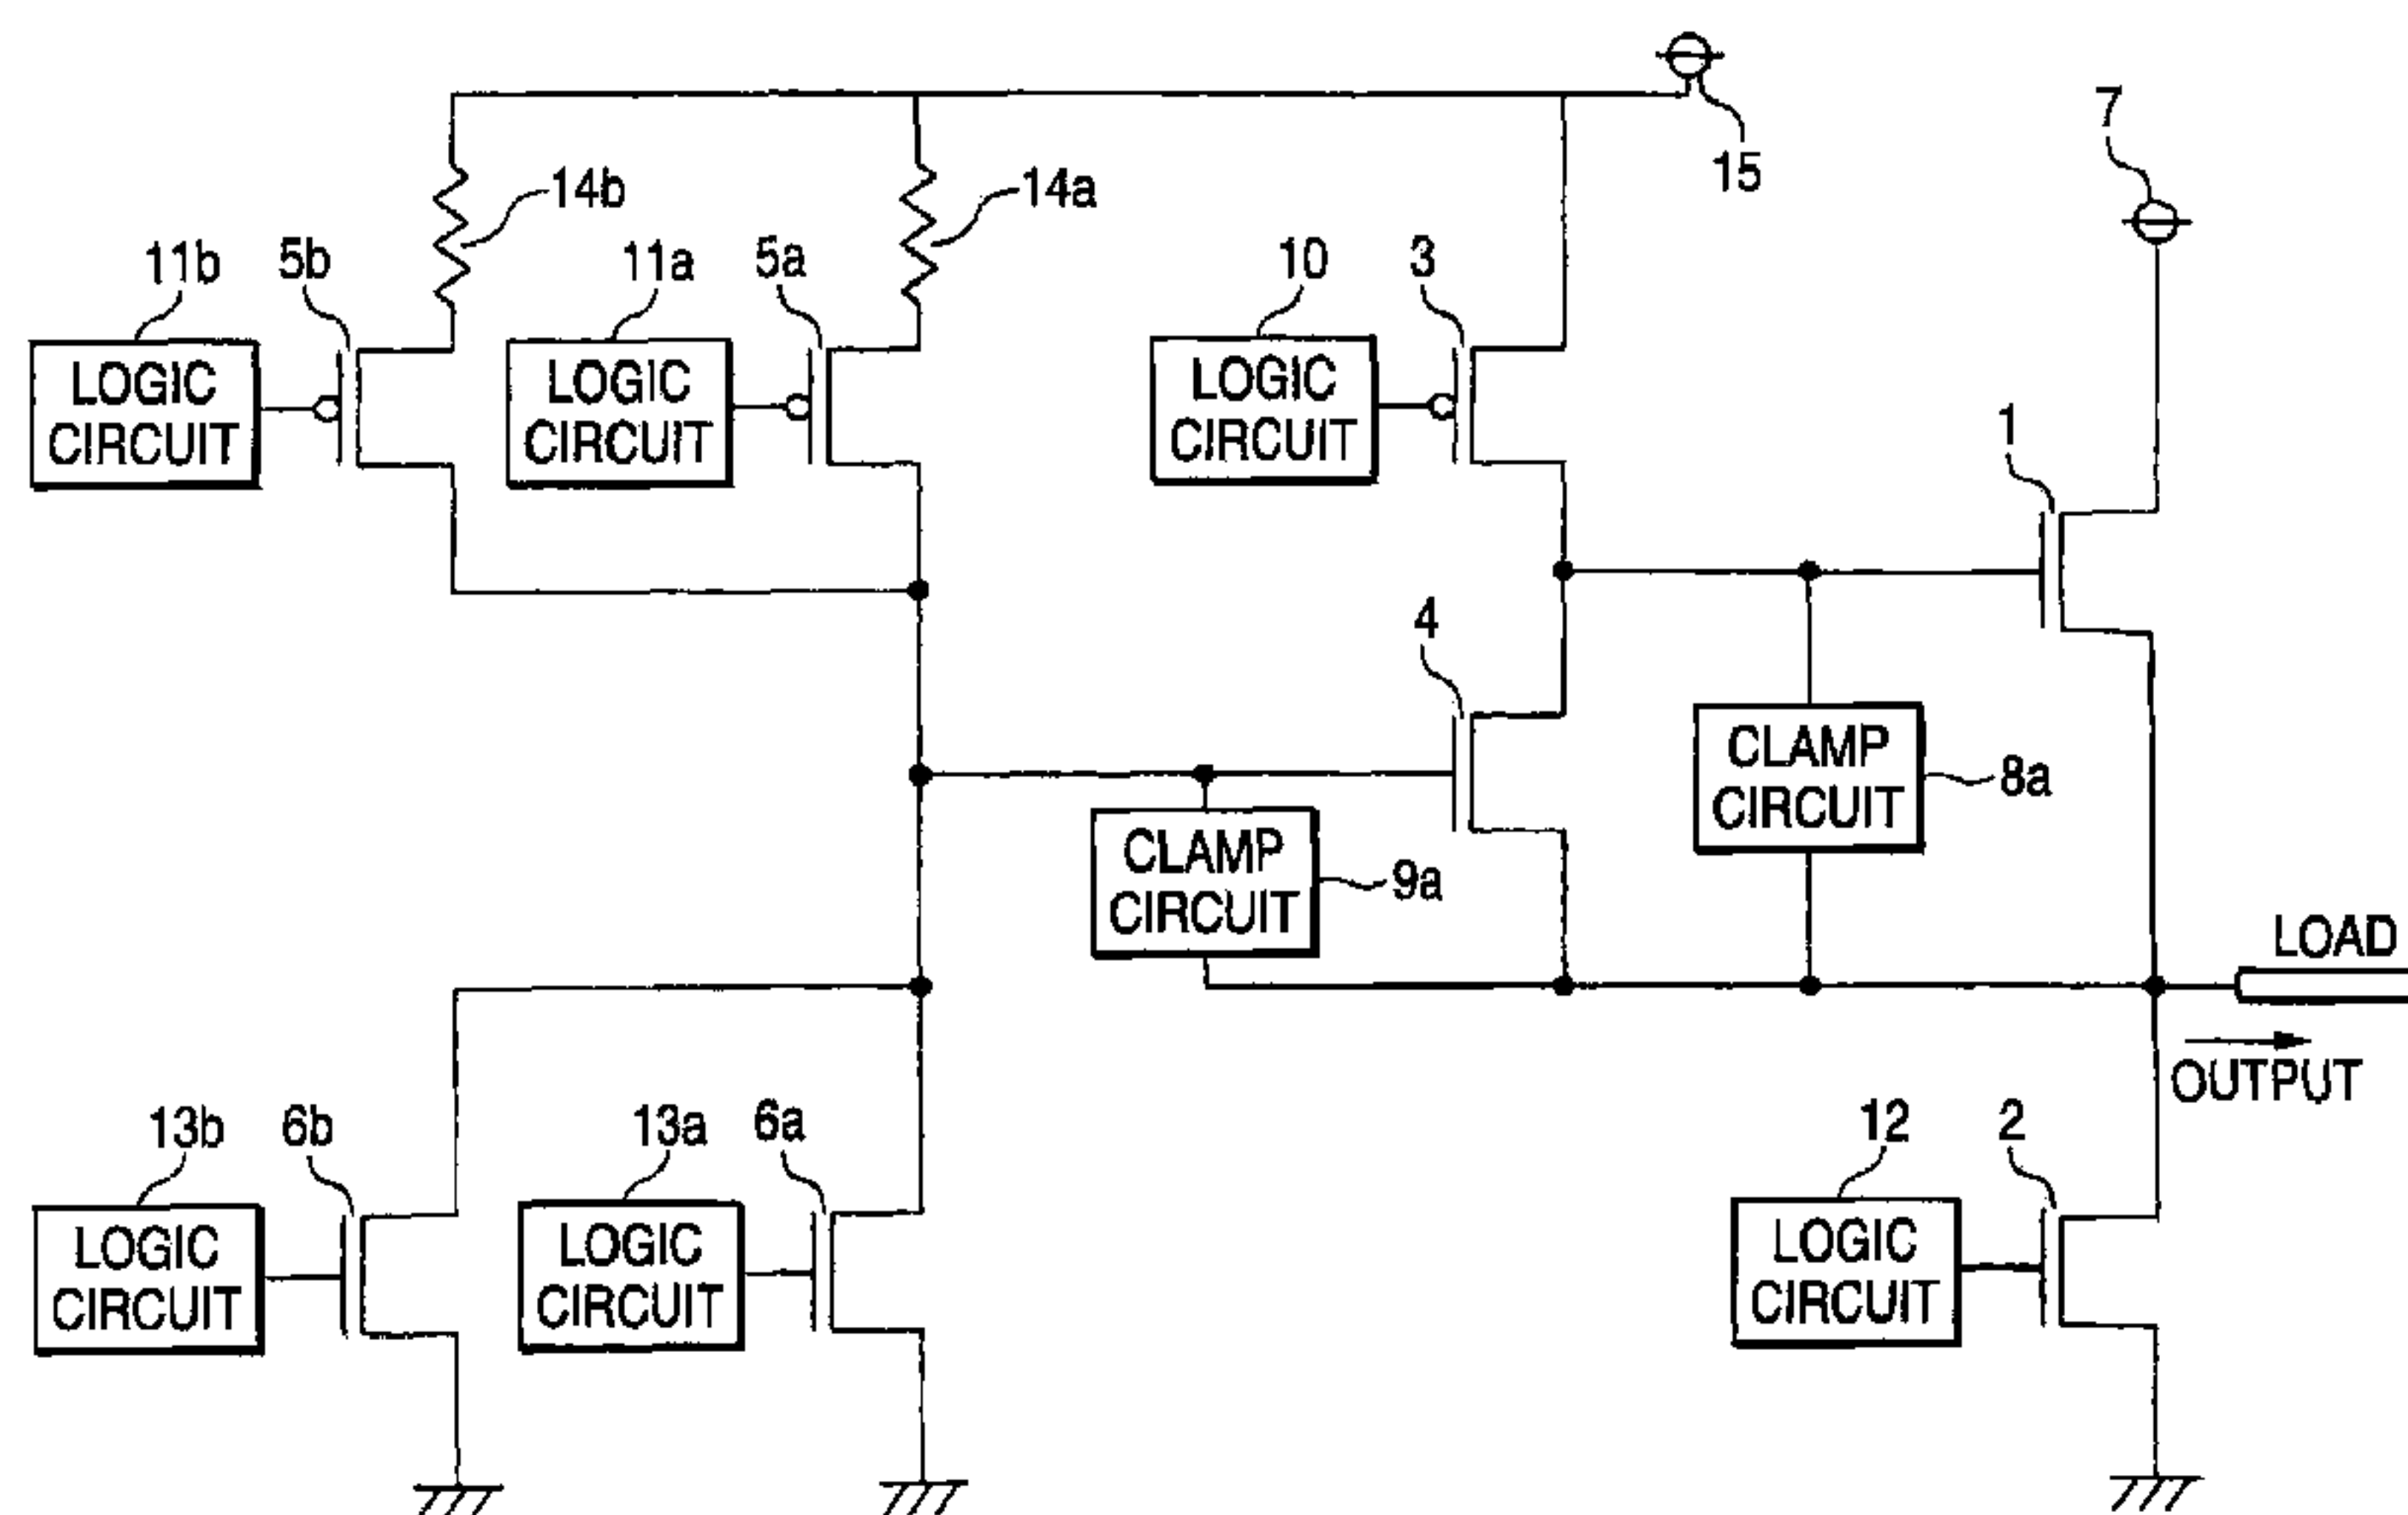 15
7
14b
14a
11b
5b
11a
5a
10
3
LOGIC
CIRCUIT
LOGIC
CIRCUIT
LOGIC
CIRCUIT
1
4
CLAMP
CIRCUIT
8a
CLAMP
CIRCUIT
9a
LOAD
OUTPUT
13b
6b
13a
6a
12
2
LOGIC
CIRCUIT
LOGIC
CIRCUIT
LOGIC
CIRCUIT